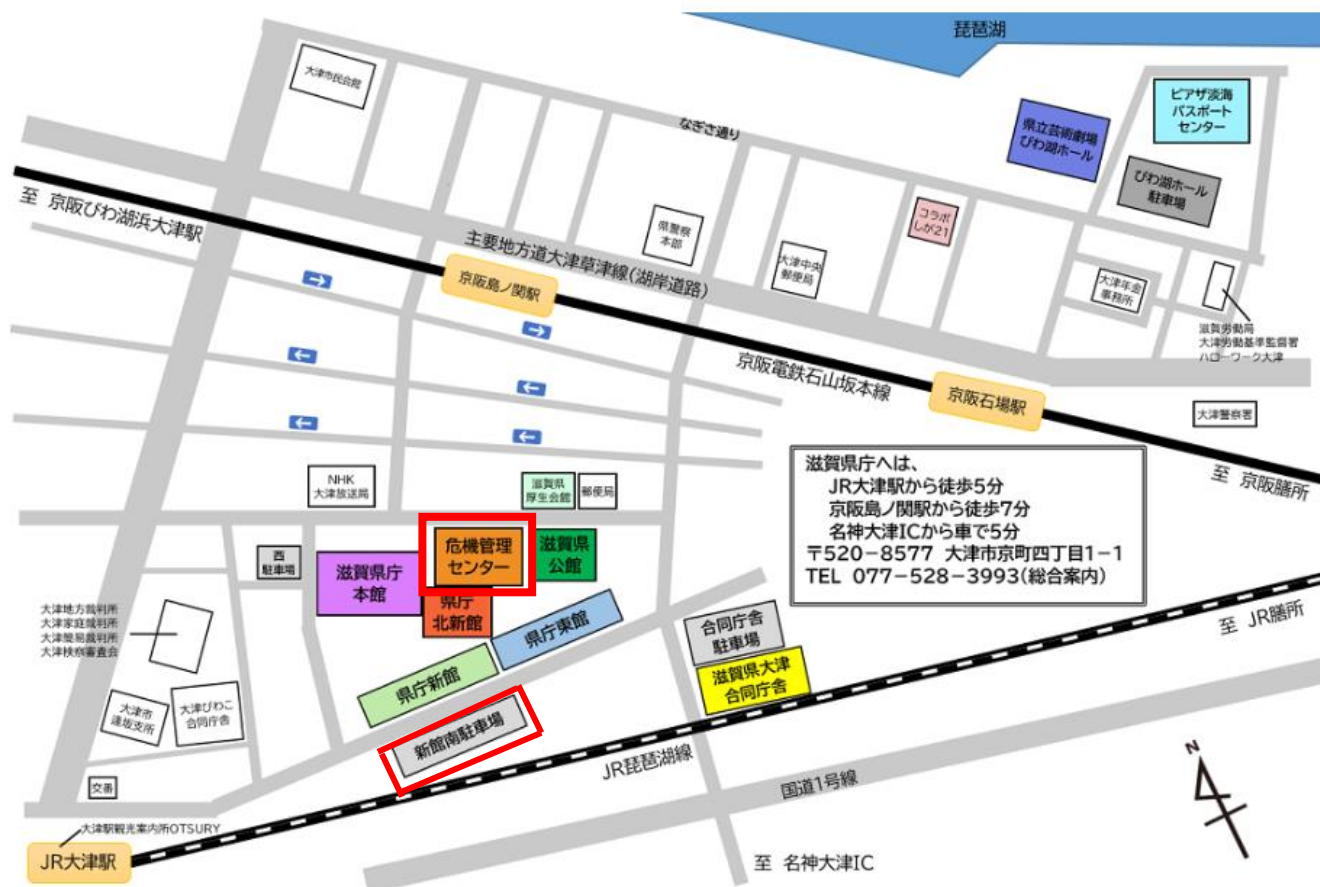 琵琶湖
大津市民会館
ピアザ淡海
パスポート
センター
県立芸術劇場
びわ湖ホール
なぎさ通り
びわ湖ホール
駐車場
至 京阪びわ湖浜大津駅
コラボ
しが21
県警察
本部
主要地方道大津草津線(湖岸道路)
大津中央
郵便局
京阪島ノ関駅
大津年金
事務所
滋賀労働局
大津労働基準監督署
ハローワーク大津
京阪電鉄石山坂本線
京阪石場駅
大津警察署
至 京阪膳所
NHK
大津放送局
滋賀県
厚生会館
郵便局
滋賀県庁へは、
JR大津駅から徒歩5分
京阪島ノ関駅から徒歩7分
名神大津ICから車で5分
〒520-8577 大津市京町四丁目1-1
TEL 077-528-3993(総合案内)
危機管理
センター
滋賀県
公館
西
駐車場
滋賀県庁
本館
県庁
北新館
県庁東館
大津地方裁判所
大津家庭裁判所
大津簡易裁判所
大津検察審査会
合同庁舎
駐車場
至 JR膳所
滋賀県大津
合同庁舎
県庁新館
大津市
逢坂支所
大津びわこ
合同庁舎
新館南駐車場
JR琵琶湖線
国道1号線
N
交番
大津駅観光案内所OTSURY
JR大津駅
至 名神大津IC